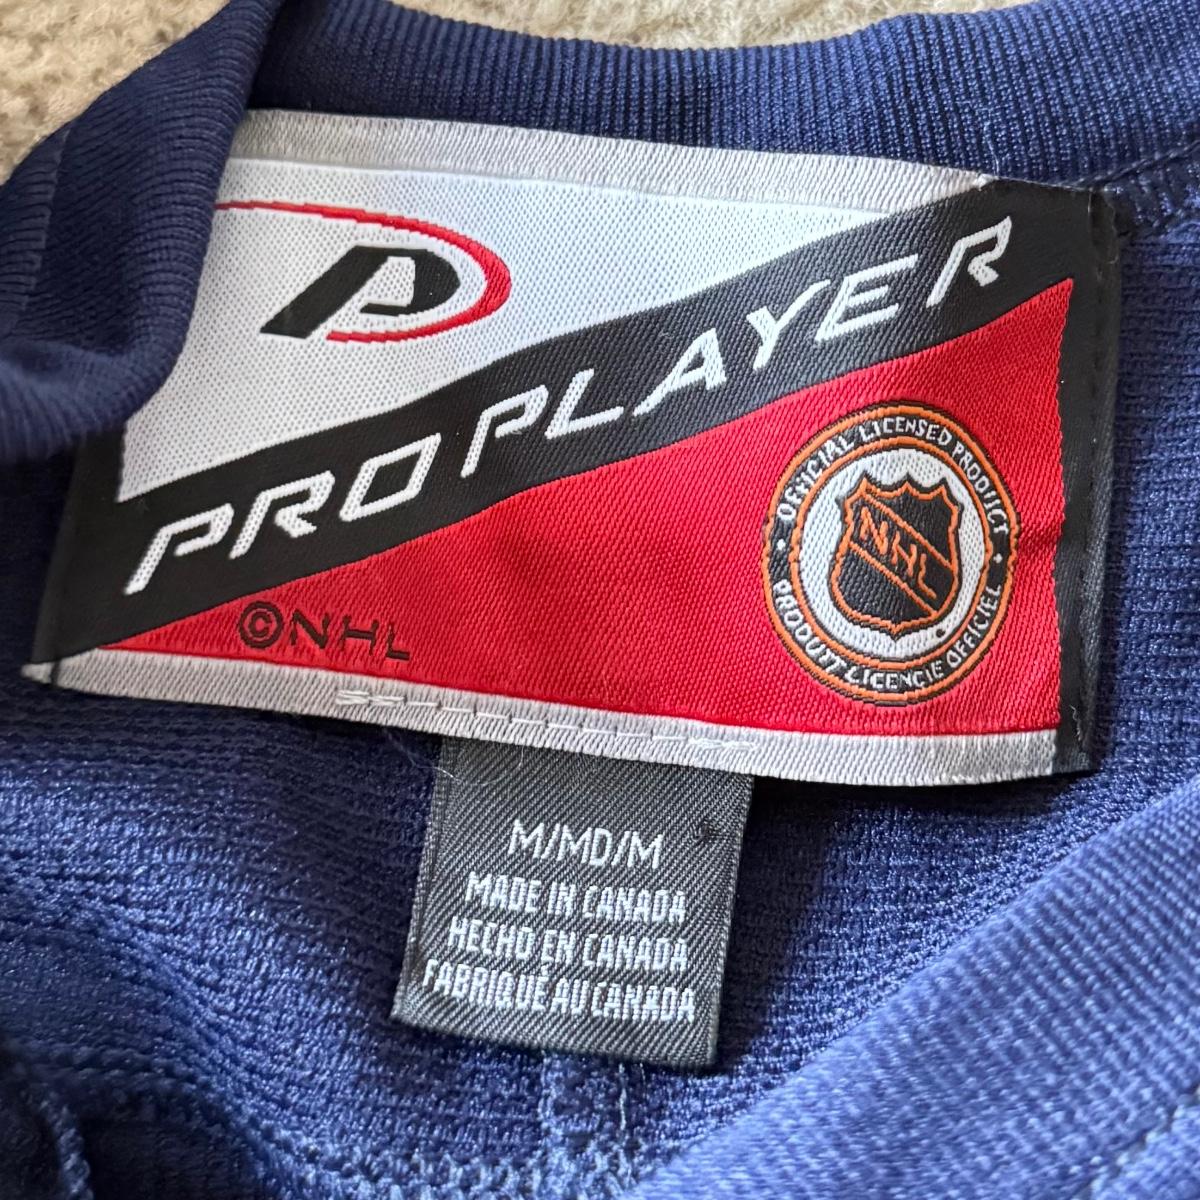 PRO PLAYER
©NHL
OFFICIAL LICENSED PRODUCT
NHL
PRODUIT LICENCIE OFFICIEL
M/MD/M
MADE IN CANADA
HECHO EN CANADA
FABRIQUÉ AU CANADA